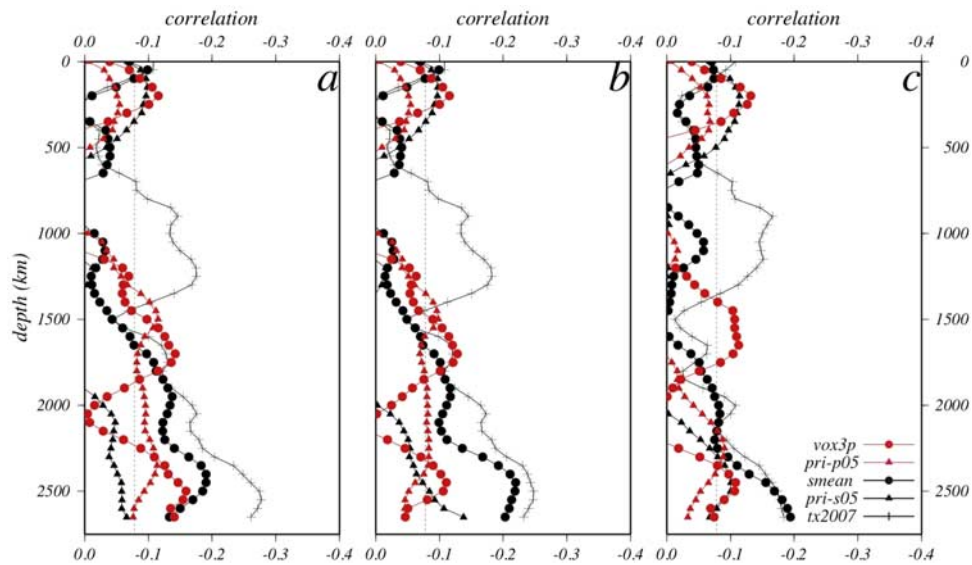 correlation correlation correlation
0.0 -0.1 -0.2 -0.3 -0.4 0.0 -0.1 -0.2 -0.3 -0.4 0.0 -0.1 -0.2 -0.3 -0.4
0 a b c 0
500 500
1000 1000
depth (km)
1500 1500
2000 2000
vox3p
pri-p05
2500 smean 2500
pri-s05
tx2007
0.0 -0.1 -0.2 -0.3 -0.4 0.0 -0.1 -0.2 -0.3 -0.4 0.0 -0.1 -0.2 -0.3 -0.4